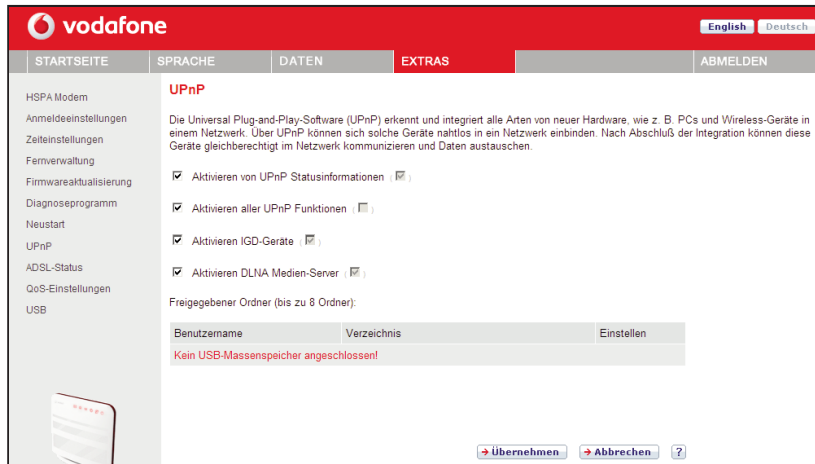 vodafone
English Deutsch
STARTSEITE SPRACHE DATEN EXTRAS ABMELDEN
HSPA Modem
Anmeldeeinstellungen
Zeiteinstellungen
Fernverwaltung
Firmwareaktualisierung
Diagnoseprogramm
Neustart
UPnP
ADSL-Status
QoS-Einstellungen
USB
UPnP
Die Universal Plug-and-Play-Software (UPnP) erkennt und integriert alle Arten von neuer Hardware, wie z. B. PCs und Wireless-Geräte in
einem Netzwerk. Über UPnP können sich solche Geräte nahtlos in ein Netzwerk einbinden. Nach Abschluß der Integration können diese
Geräte gleichberechtigt im Netzwerk kommunizieren und Daten austauschen.
Aktivieren von UPnP Statusinformationen ( )
Aktivieren aller UPnP Funktionen ( )
Aktivieren IGD-Geräte ( )
Aktivieren DLNA Medien-Server ( )
Freigegebener Ordner (bis zu 8 Ordner):
Benutzername Verzeichnis Einstellen
Kein USB-Massenspeicher angeschlossen!
Übernehmen Abbrechen ?